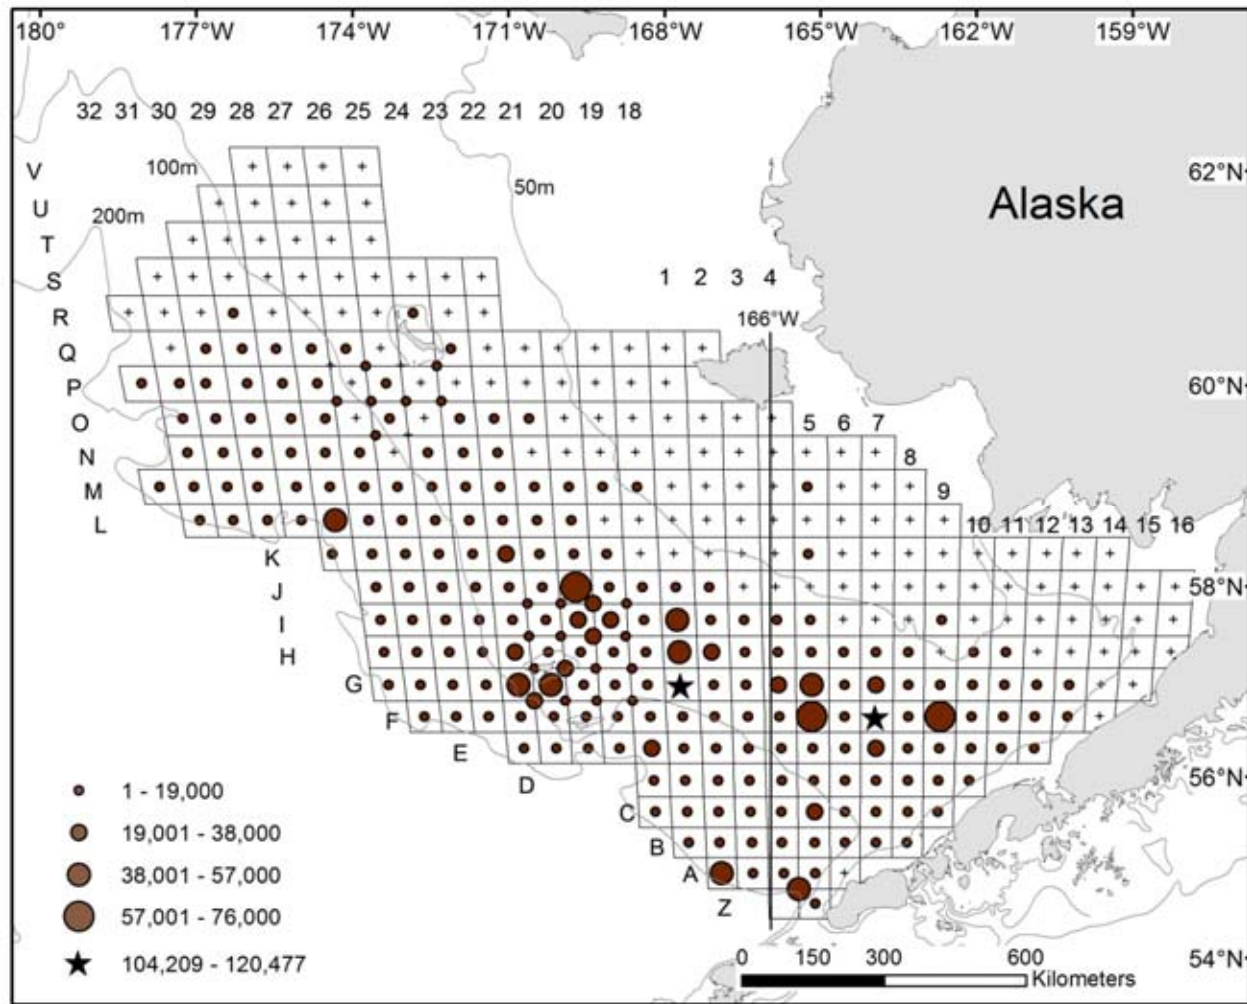 180° 177°W 174°W 171°W 168°W 165°W 162°W 159°W
32 31 30 29 28 27 26 25 24 23 22 21 20 19 18
V 100m 62°N
50m
U Alaska
200m
T
S 1 2 3 4
R 166°W
Q
P 60°N
O 5 6 7
N 8
M 9
L 10 11 12 13 14 15 16
K
J 58°N
I
H
G
F
E
D 56°N
1 - 19,000
C
19,001 - 38,000
B
38,001 - 57,000 A
Z
57,001 - 76,000
104,209 - 120,477 0 150 300 600 54°N
Kilometers